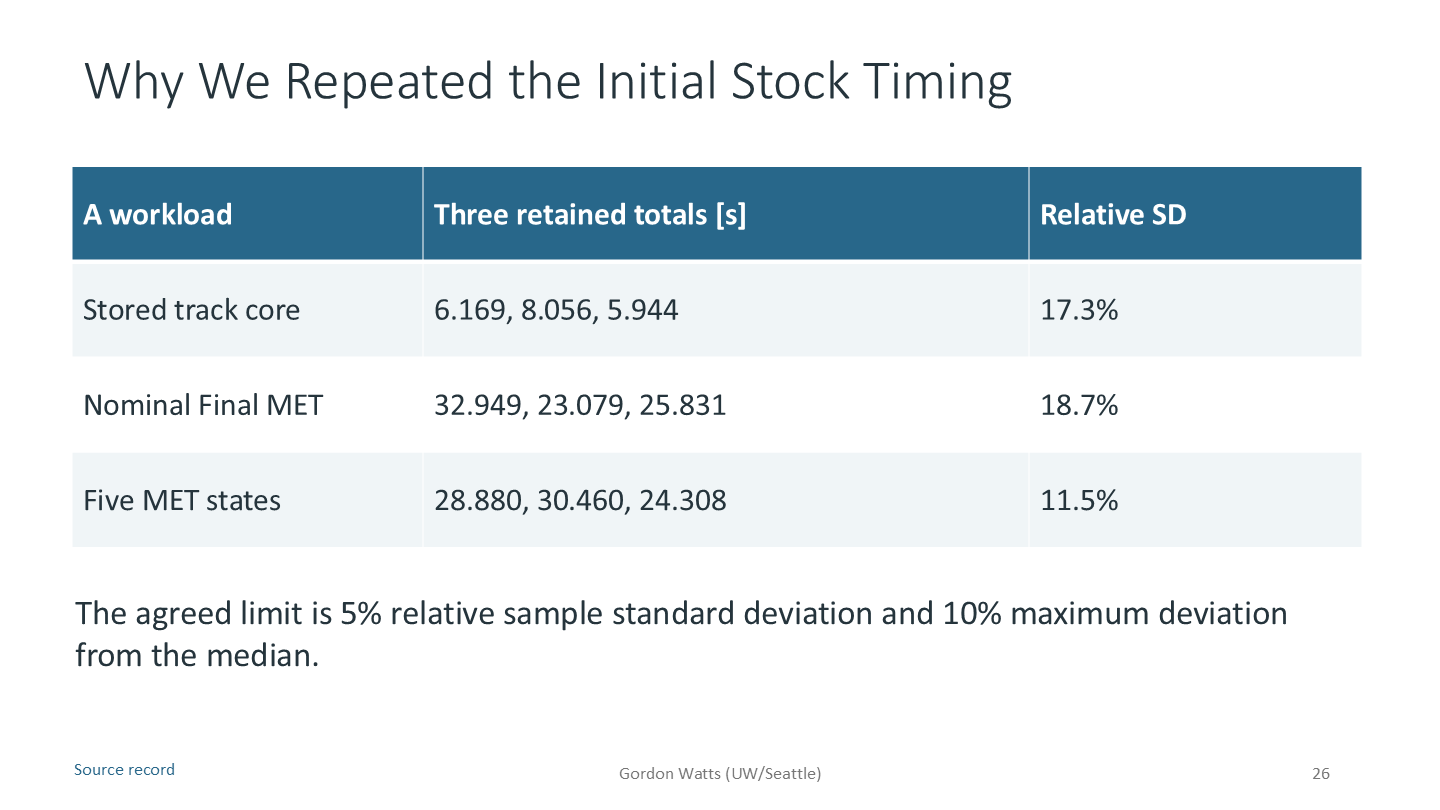 Why We Repeated the Initial Stock Timing
A workload Three retained totals [s] Relative SD
Stored track core 6.169, 8.056, 5.944 17.3%
Nominal Final MET 32.949, 23.079, 25.831 18.7%
Five MET states 28.880, 30.460, 24.308 11.5%
The agreed limit is 5% relative sample standard deviation and 10% maximum deviation
from the median.
Source record Gordon Watts (UW/Seattle) 26